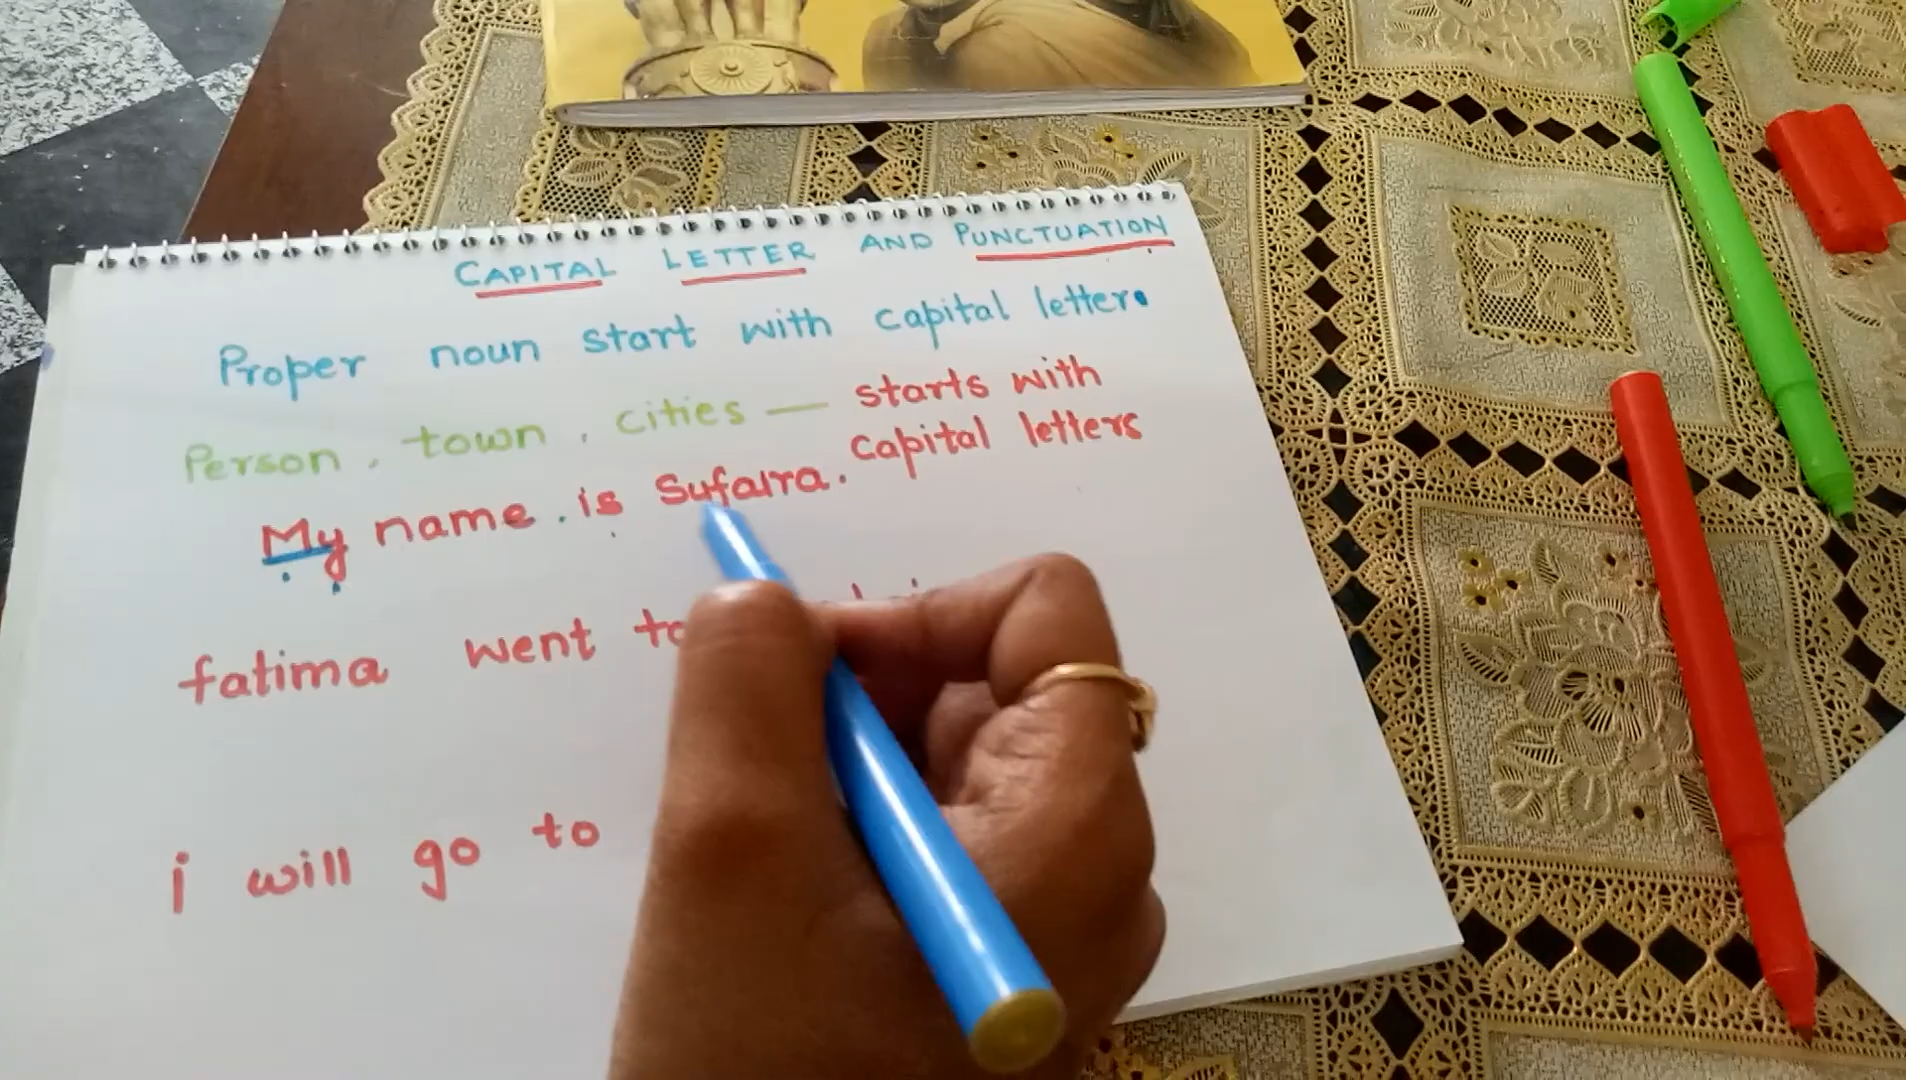 CAPITAL LETTER AND PUNCTUATION
Proper noun start with capital letter.
Person, town, cities — starts with
capital letters
My name is Sufaira.
fatima went to
i will go to